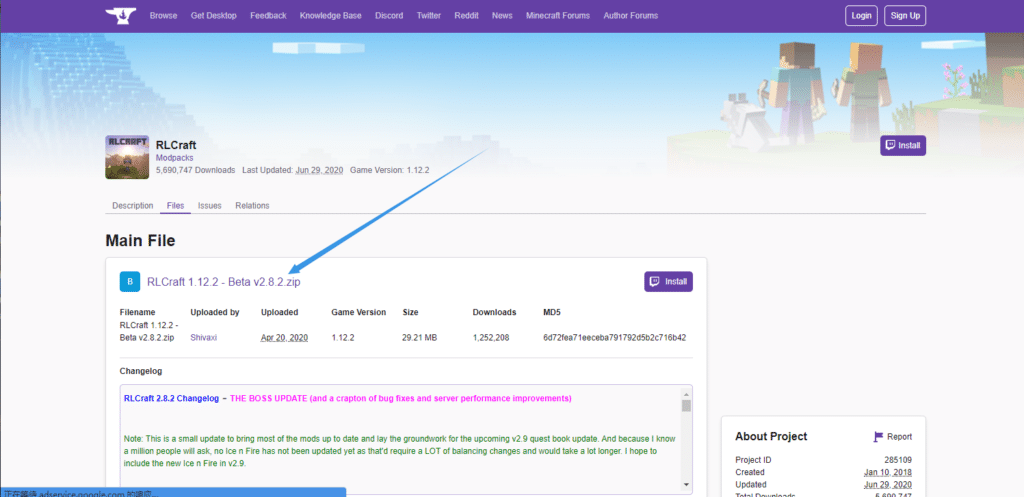 Browse Get Desktop Feedback Knowledge Base Discord Twitter Reddit News Minecraft Forums Author Forums Login Sign Up
RLCRAFT
RLCraft
Modpacks
5,690,747 Downloads Last Updated: Jun 29, 2020 Game Version: 1.12.2
Install
Description Files Issues Relations
Main File
B RLCraft 1.12.2 - Beta v2.8.2.zip Install
Filename Uploaded by Uploaded Game Version Size Downloads MD5
RLCraft 1.12.2 -
Beta v2.8.2.zip Shivaxi Apr 20, 2020 1.12.2 29.21 MB 1,252,208 6d72fea71eeceba791792d5b2c716b42
Changelog
RLCraft 2.8.2 Changelog - THE BOSS UPDATE (and a crapton of bug fixes and server performance improvements)
Note: This is a small update to bring most of the mods up to date and lay the groundwork for the upcoming v2.9 quest book update. And because I know
a million people will ask, no Ice n Fire has not been updated yet as that'd require a LOT of balancing changes and would take a lot longer. I hope to
include the new Ice n Fire in v2.9.
About Project Report
Project ID 285109
Created Jan 10, 2018
Updated Jun 29, 2020
Total Downloads 5,690,747
正在等待 adservice.google.com 的响应...